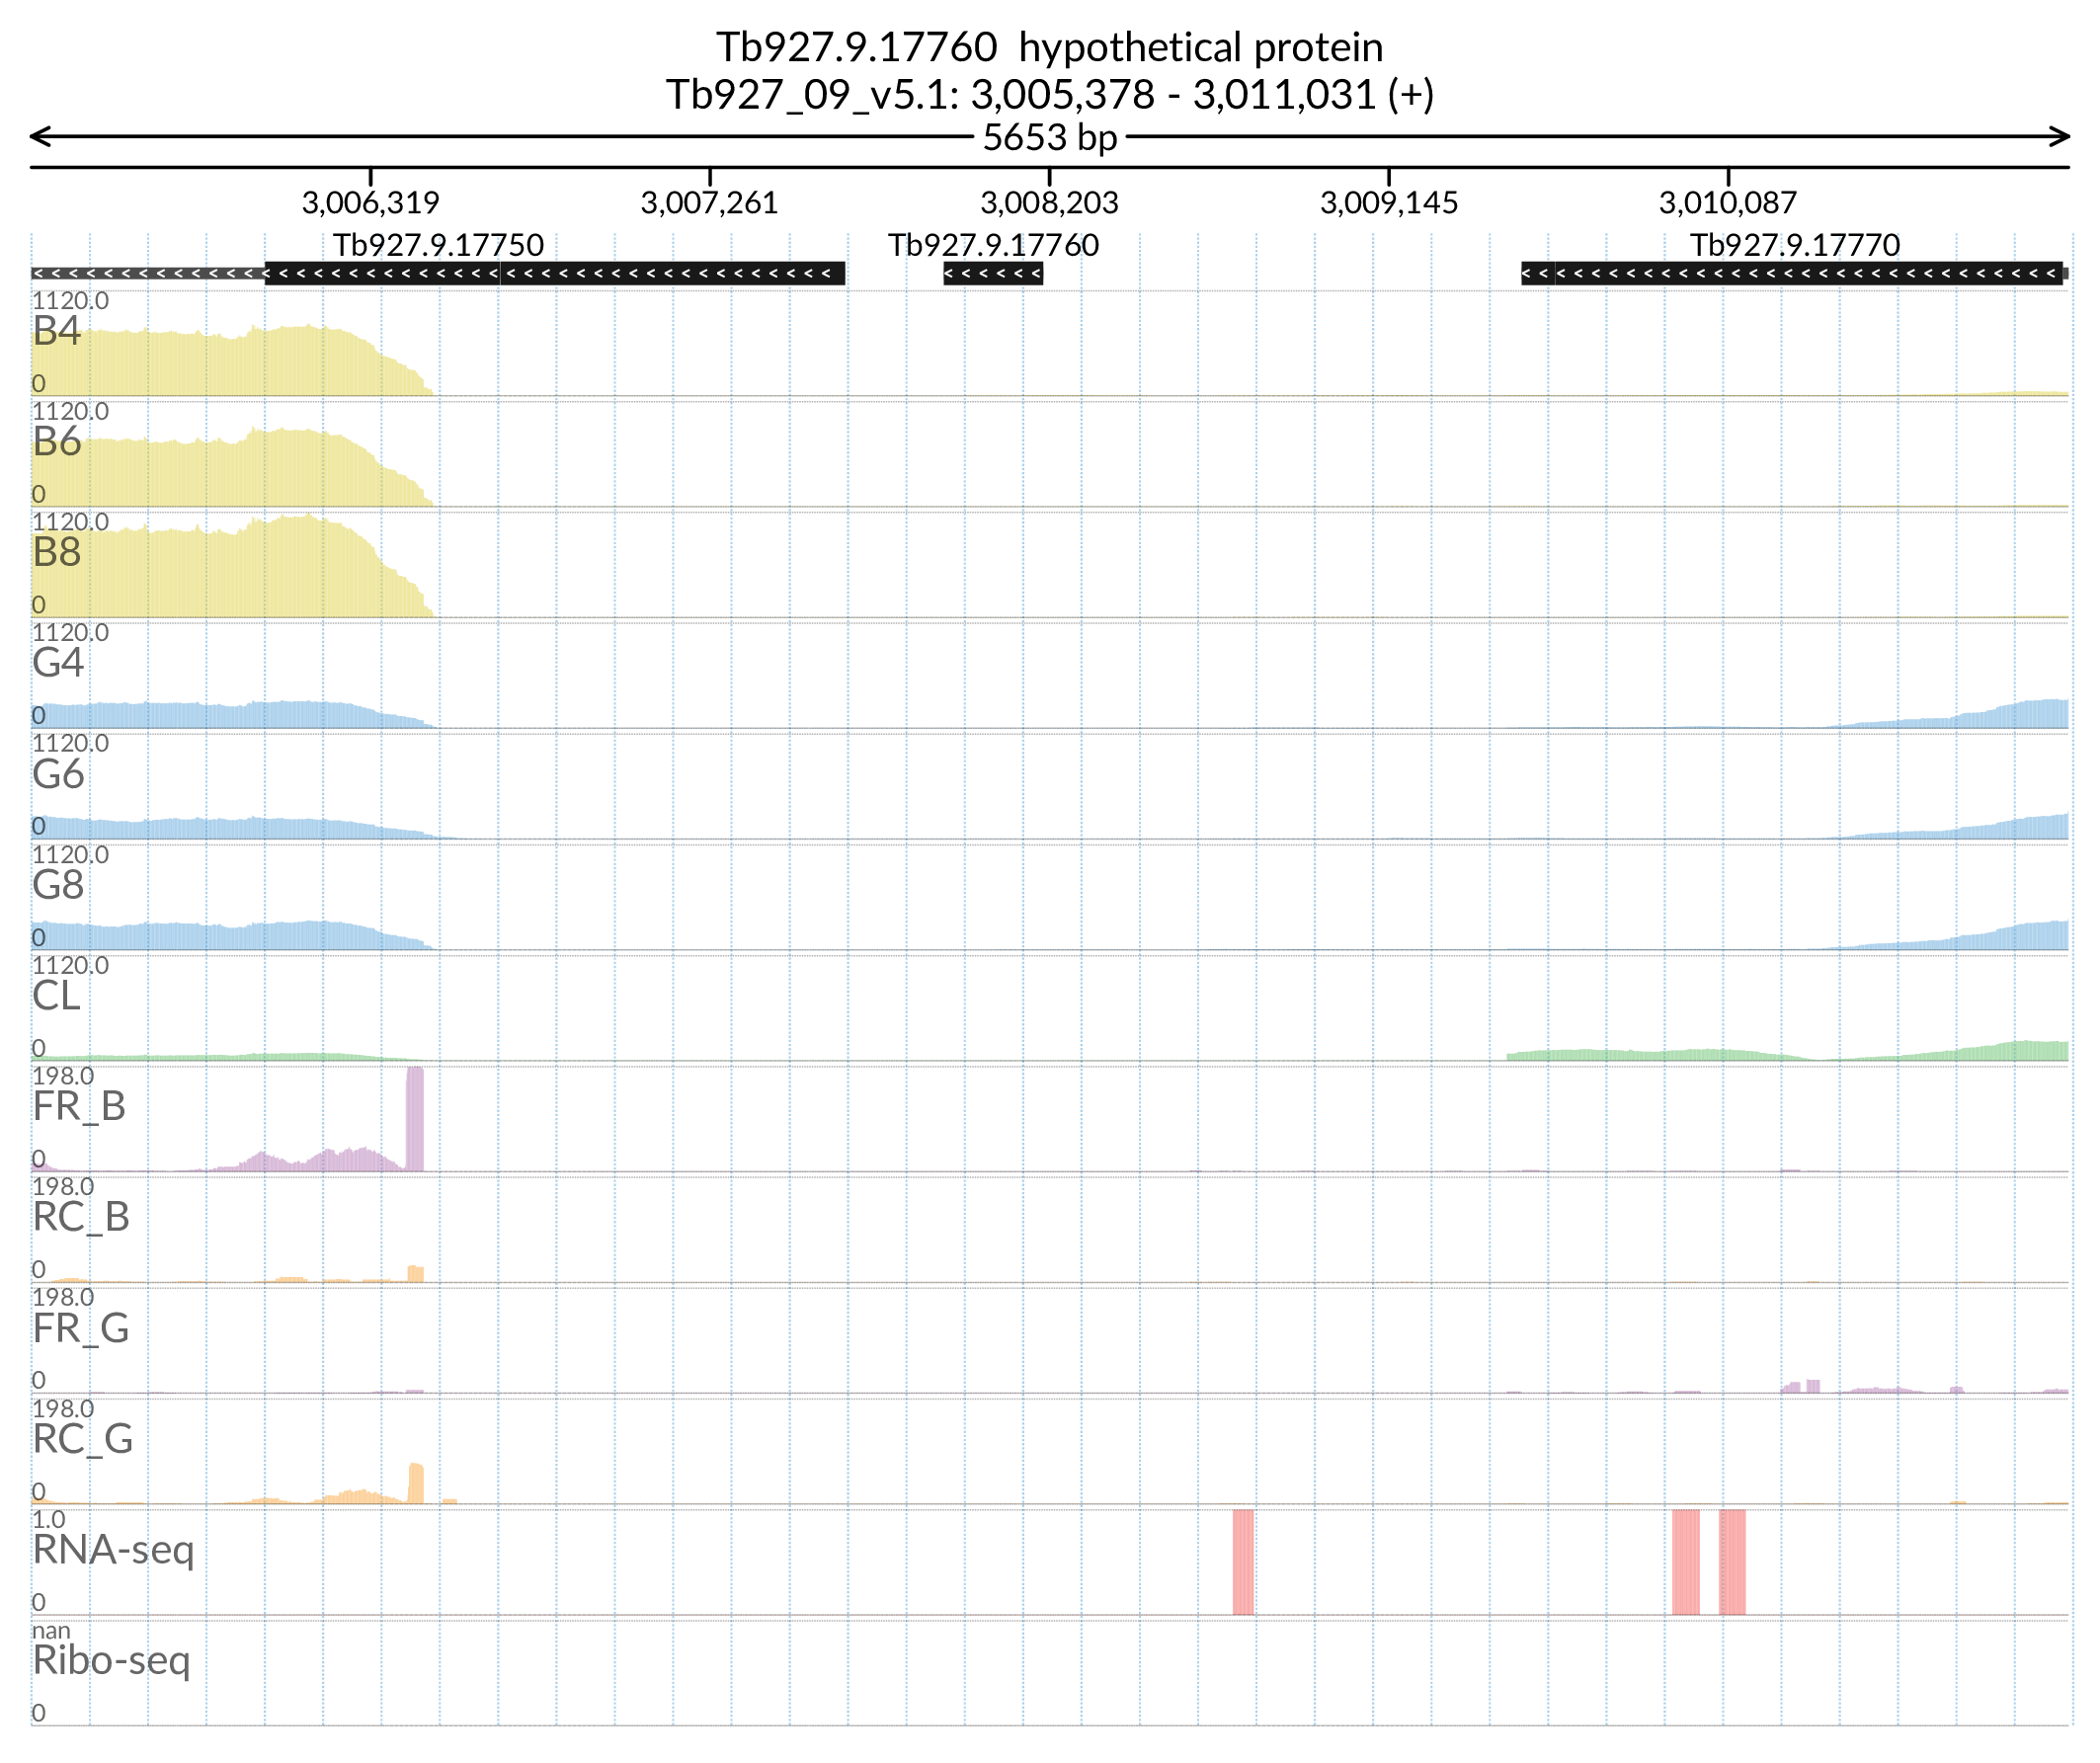 Tb927.9.17760 hypothetical protein
Tb927_09_v5.1: 3,005,378 - 3,011,031 (+)
5653 bp
3,006,319 3,007,261 3,008,203 3,009,145 3,010,087
Tb927.9.17750 Tb927.9.17760 Tb927.9.17770
1120.0
B4
0
1120.0
B6
0
1120.0
B8
0
1120.0
G4
0
1120.0
G6
0
1120.0
G8
0
1120.0
CL
0
198.0
FR_B
0
198.0
RC_B
0
198.0
FR_G
0
198.0
RC_G
0
1.0
RNA-seq
0
nan
Ribo-seq
0